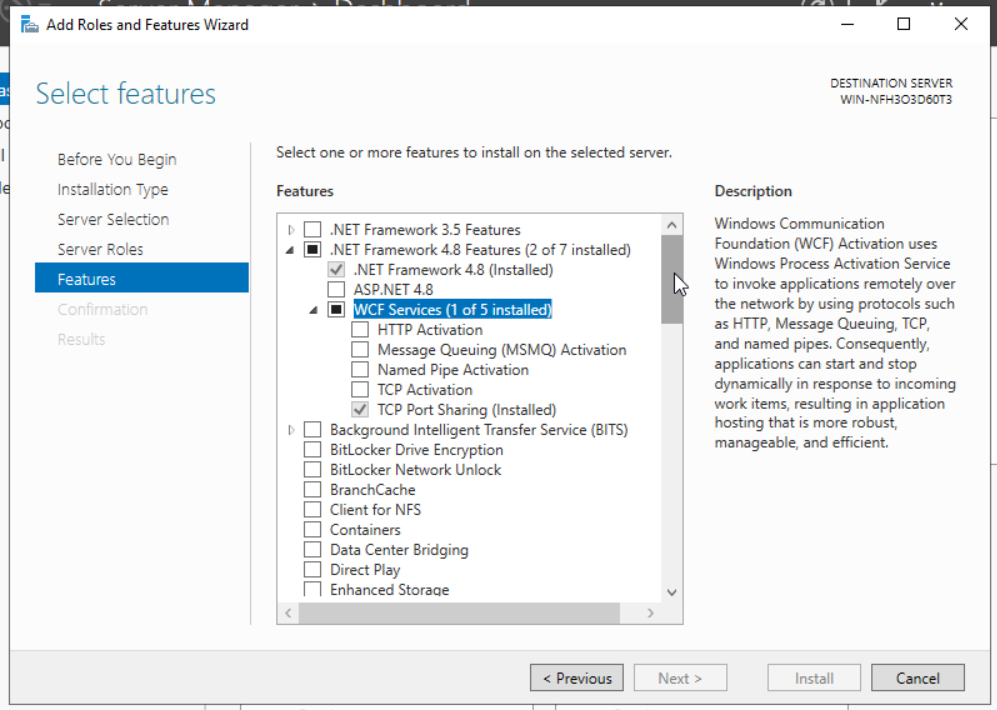 Add Roles and Features Wizard
Select features
DESTINATION SERVER
WIN-NFH3O3D60T3
Before You Begin
Installation Type
Server Selection
Server Roles
Features
Confirmation
Results
Select one or more features to install on the selected server.
Features
.NET Framework 3.5 Features
.NET Framework 4.8 Features (2 of 7 installed)
.NET Framework 4.8 (Installed)
ASP.NET 4.8
WCF Services (1 of 5 installed)
HTTP Activation
Message Queuing (MSMQ) Activation
Named Pipe Activation
TCP Activation
TCP Port Sharing (Installed)
Background Intelligent Transfer Service (BITS)
BitLocker Drive Encryption
BitLocker Network Unlock
BranchCache
Client for NFS
Containers
Data Center Bridging
Direct Play
Enhanced Storage
Description
Windows Communication
Foundation (WCF) Activation uses
Windows Process Activation Service
to invoke applications remotely over
the network by using protocols such
as HTTP, Message Queuing, TCP,
and named pipes. Consequently,
applications can start and stop
dynamically in response to incoming
work items, resulting in application
hosting that is more robust,
manageable, and efficient.
< Previous
Next >
Install
Cancel